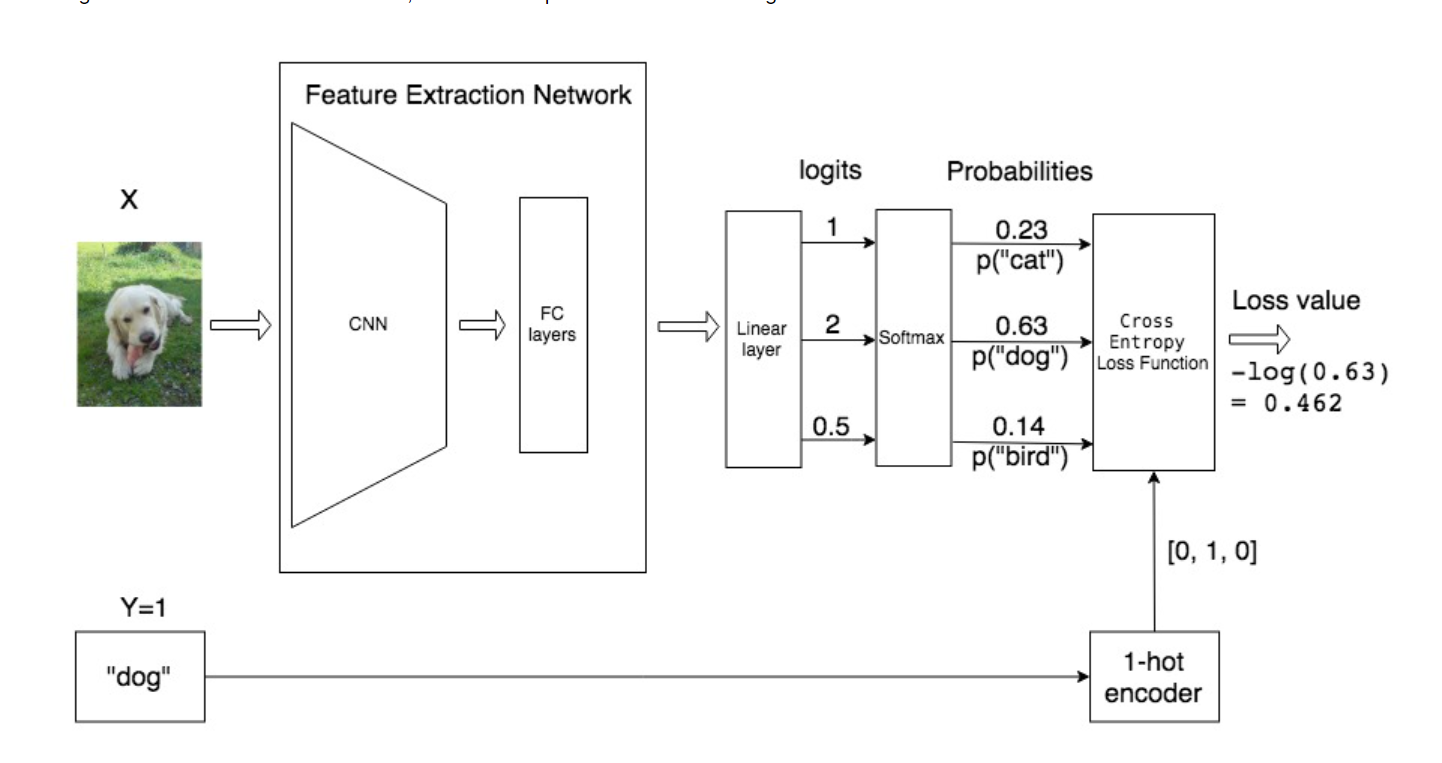 Feature Extraction Network
X
CNN
FC
layers
Linear
layer
logits
1
2
0.5
Softmax
Probabilities
0.23
p("cat")
0.63
p("dog")
0.14
p("bird")
Cross
Entropy
Loss Function
Loss value
-log(0.63)
= 0.462
[0, 1, 0]
Y=1
"dog"
1-hot
encoder